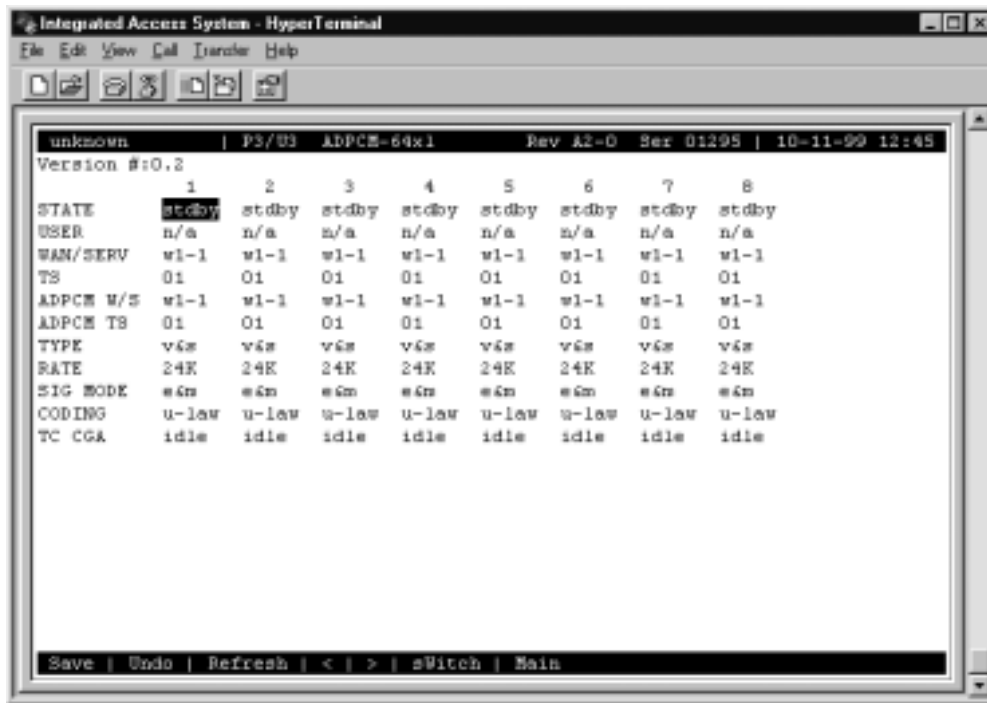 Integrated Access System - HyperTerminal
File Edit View Call Transfer Help
unknown | P3/U3 ADPCM-64x1 Rev A2-0 Ser 01295 | 10-11-99 12:45
Version #:0.2
1 2 3 4 5 6 7 8
STATE stdby stdby stdby stdby stdby stdby stdby stdby
USER n/a n/a n/a n/a n/a n/a n/a n/a
WAN/SERV w1-1 w1-1 w1-1 w1-1 w1-1 w1-1 w1-1 w1-1
TS 01 01 01 01 01 01 01 01
ADPCM W/S w1-1 w1-1 w1-1 w1-1 w1-1 w1-1 w1-1 w1-1
ADPCM TS 01 01 01 01 01 01 01 01
TYPE v&s v&s v&s v&s v&s v&s v&s v&s
RATE 24K 24K 24K 24K 24K 24K 24K 24K
SIG MODE e&m e&m e&m e&m e&m e&m e&m e&m
CODING u-law u-law u-law u-law u-law u-law u-law u-law
TC CGA idle idle idle idle idle idle idle idle
Save | Undo | Refresh | < | > | sWitch | Main